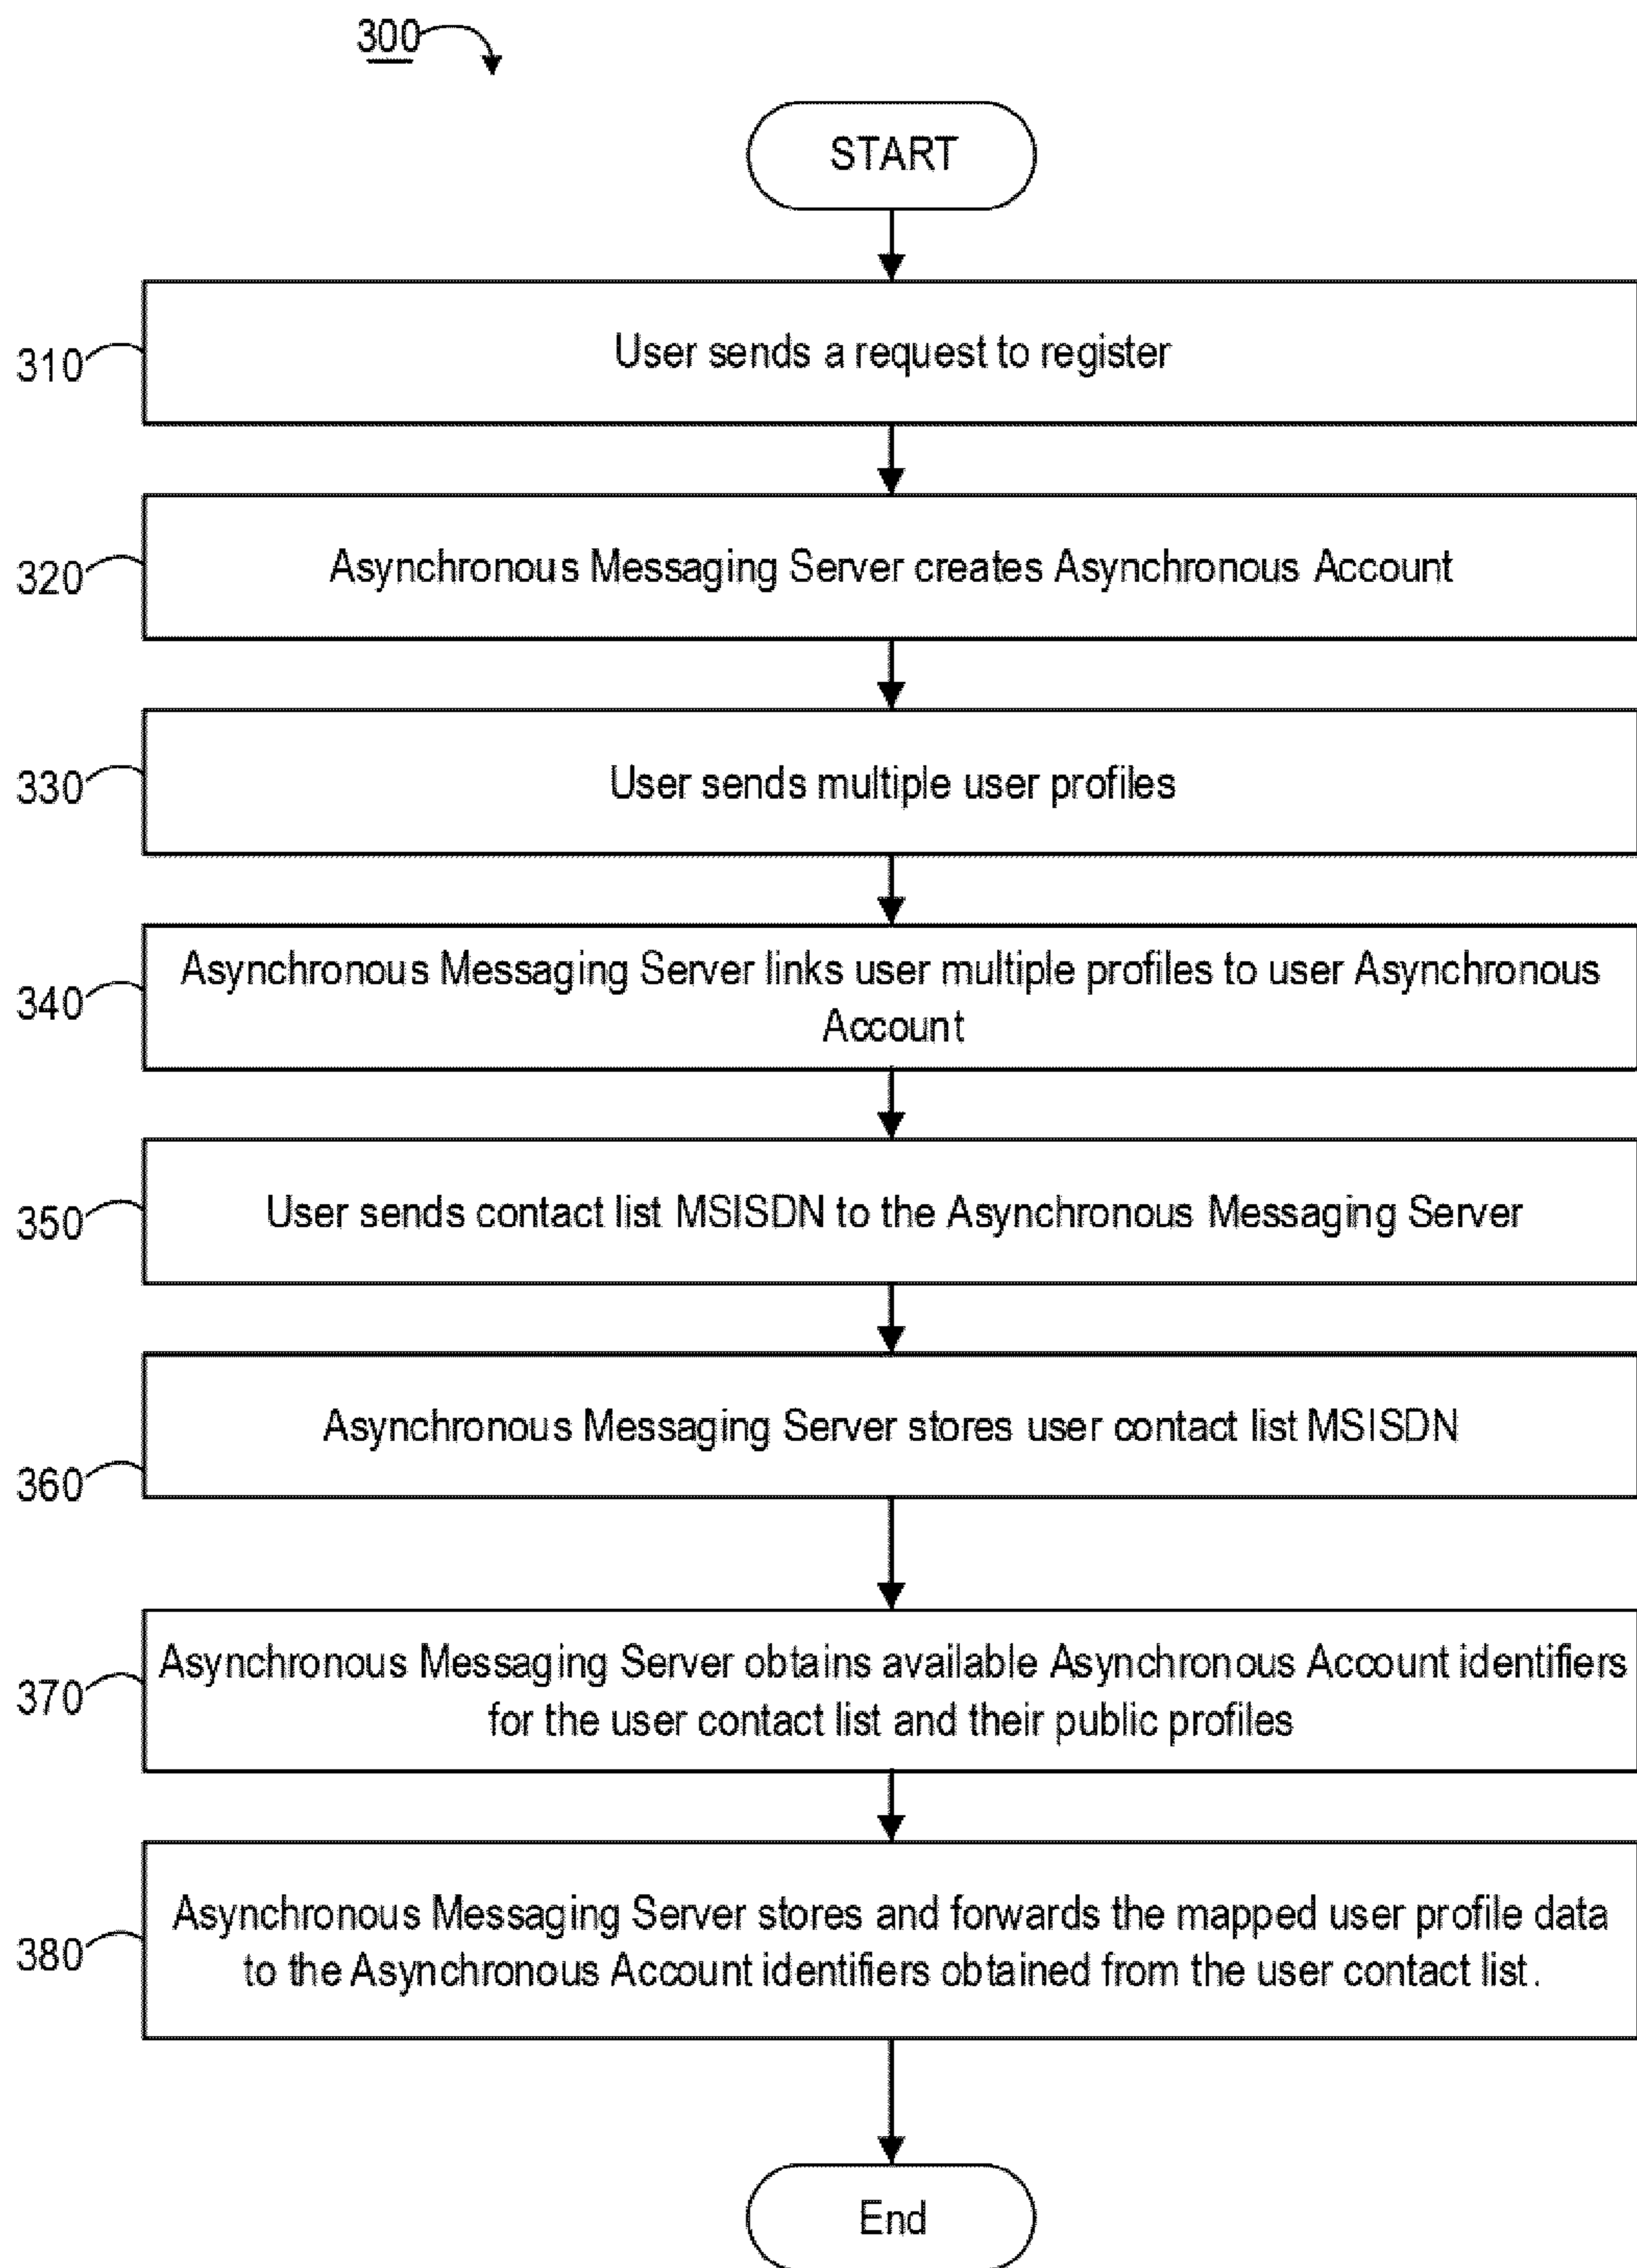 300
START
310
User sends a request to register
320
Asynchronous Messaging Server creates Asynchronous Account
330
User sends multiple user profiles
340
Asynchronous Messaging Server links user multiple profiles to user Asynchronous
Account
350
User sends contact list MSISDN to the Asynchronous Messaging Server
360
Asynchronous Messaging Server stores user contact list MSISDN
370
Asynchronous Messaging Server obtains available Asynchronous Account identifiers
for the user contact list and their public profiles
380
Asynchronous Messaging Server stores and forwards the mapped user profile data
to the Asynchronous Account identifiers obtained from the user contact list.
End